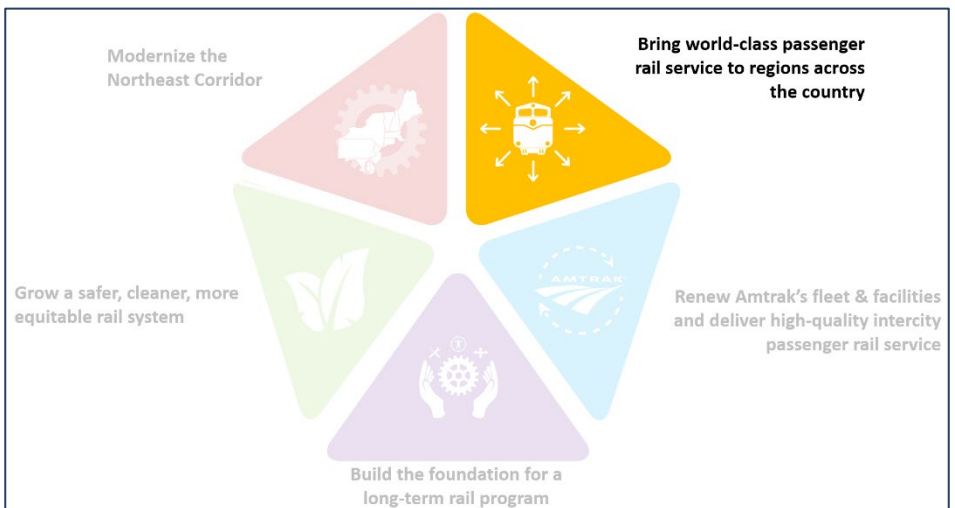 Modernize the
Northeast Corridor
Bring world-class passenger
rail service to regions across
the country
Grow a safer, cleaner, more
equitable rail system
AMTRAK
Renew Amtrak’s fleet & facilities
and deliver high-quality intercity
passenger rail service
Build the foundation for a
long-term rail program